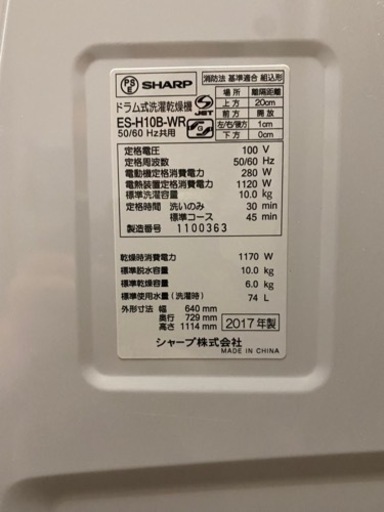 PS E SHARP
ドラム式洗濯乾燥機
ES-H10B-WR
50/60 Hz共用
JET
消防法 基準適合 組込形
場所 離隔距離
上方 20cm
前方 開放
左/右/後方 1cm
下方 0cm
定格電圧 100 V
定格周波数 50/60 Hz
電動機定格消費電力 280 W
電熱装置定格消費電力 1120 W
標準洗濯容量 10.0 kg
定格時間 洗いのみ 30 min
標準コース 45 min
製造番号 1100363
乾燥時消費電力 1170 W
標準脱水容量 10.0 kg
標準乾燥容量 6.0 kg
標準使用水量(洗濯時) 74 L
外形寸法 幅 640 mm
奥行 729 mm
高さ 1114 mm
2017年製
シャープ株式会社
MADE IN CHINA